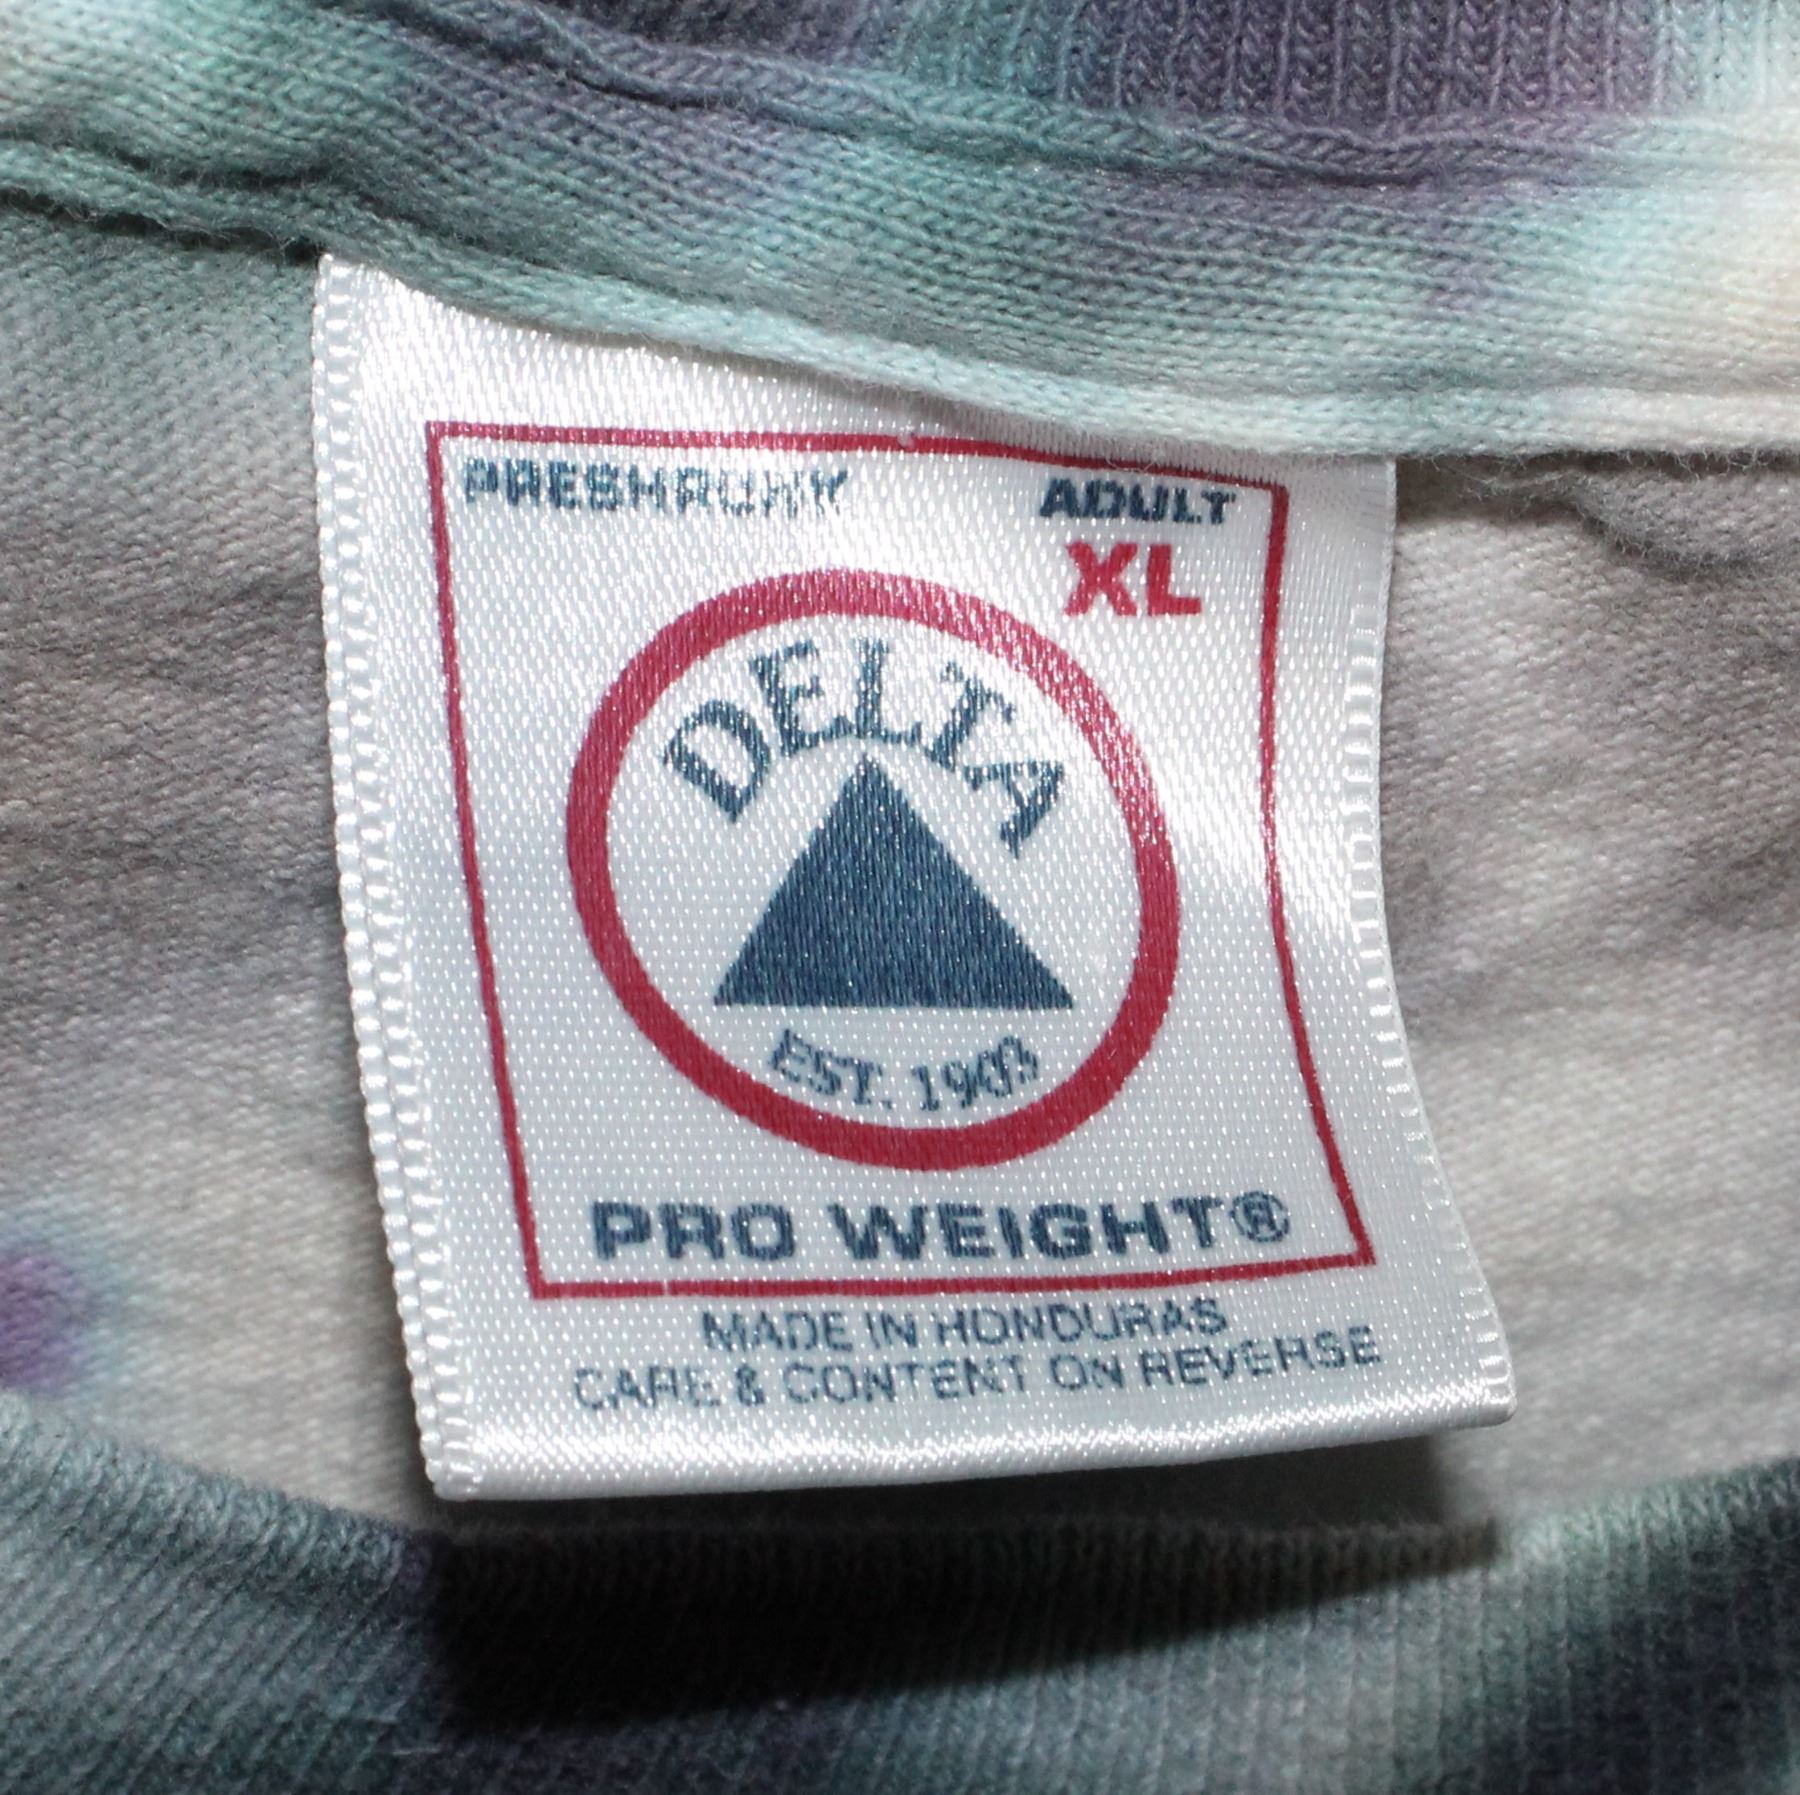 PRESHRUNK
ADULT
XL
DELTA
EST. 1903
PRO WEIGHT®
MADE IN HONDURAS
CARE & CONTENT ON REVERSE